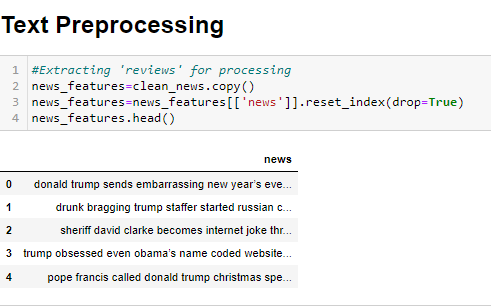 Text Preprocessing
1 #Extracting 'reviews' for processing
2 news_features=clean_news.copy()
3 news_features=news_features[['news']].reset_index(drop=True)
4 news_features.head()
news
0 donald trump sends embarrassing new year’s eve...
1 drunk bragging trump staffer started russian c...
2 sheriff david clarke becomes internet joke thr...
3 trump obsessed even obama’s name coded website...
4 pope francis called donald trump christmas spe...